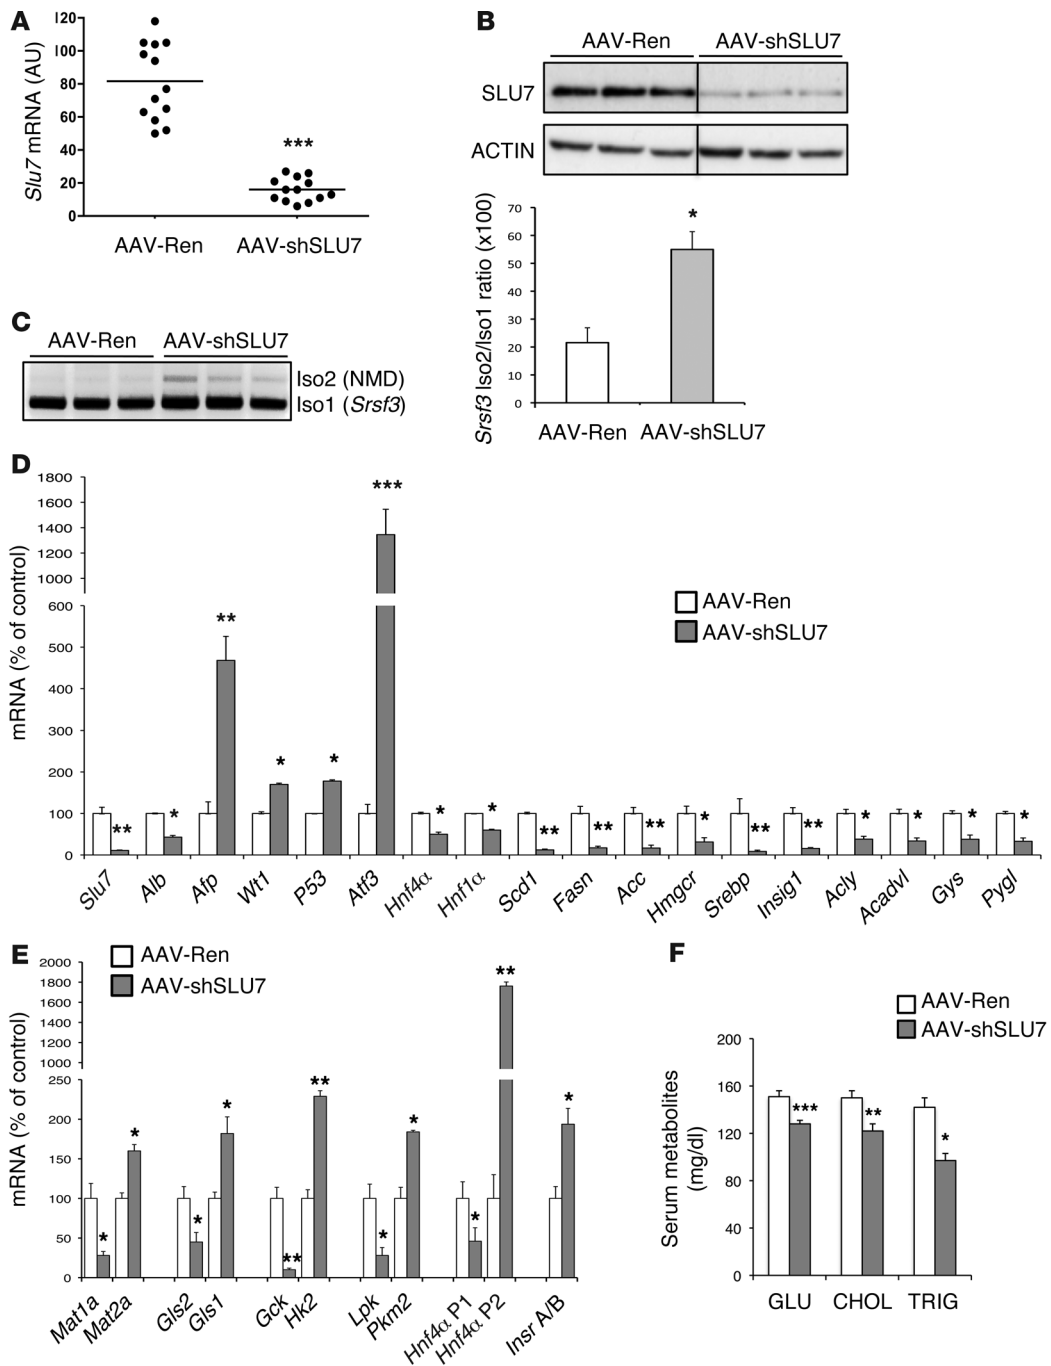 A
Slu7 mRNA (AU)
120
100
80
60
40
20
0
***
AAV-Ren
AAV-shSLU7
B
AAV-Ren
AAV-shSLU7
SLU7
ACTIN
Srsf3 Iso2/Iso1 ratio (x100)
70
60
50
40
30
20
10
0
*
AAV-Ren
AAV-shSLU7
C
AAV-Ren
AAV-shSLU7
Iso2 (NMD)
Iso1 (Srsf3)
D
mRNA (% of control)
1800
1600
1400
1200
1000
600
500
400
300
200
100
0
AAV-Ren
AAV-shSLU7
**
*
**
*
*
***
*
*
**
**
**
*
**
**
*
*
*
*
Slu7
Alb
Afp
Wt1
P53
Atf3
Hnf4α
Hnf1α
Scd1
Fasn
Acc
Hmgcr
Srebp
Insig1
Acly
Acadvl
Gys
Pygl
E
AAV-Ren
AAV-shSLU7
mRNA (% of control)
2000
1800
1600
1400
1200
1000
250
200
150
100
50
0
*
*
*
*
**
**
*
*
*
**
*
Mat1a
Mat2a
Gls2
Gls1
Gck
Hk2
Lpk
Pkm2
Hnf4α P1
Hnf4α P2
Insr A/B
F
AAV-Ren
AAV-shSLU7
Serum metabolites
(mg/dl)
200
160
120
80
40
0
***
**
*
GLU
CHOL
TRIG